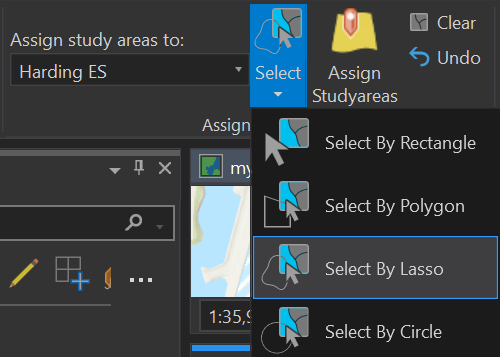 Assign study areas to:
Harding ES
Select
Assign
Studyareas
Clear
Undo
Assign
Select By Rectangle
my
Select By Polygon
Select By Lasso
1:35,9
Select By Circle